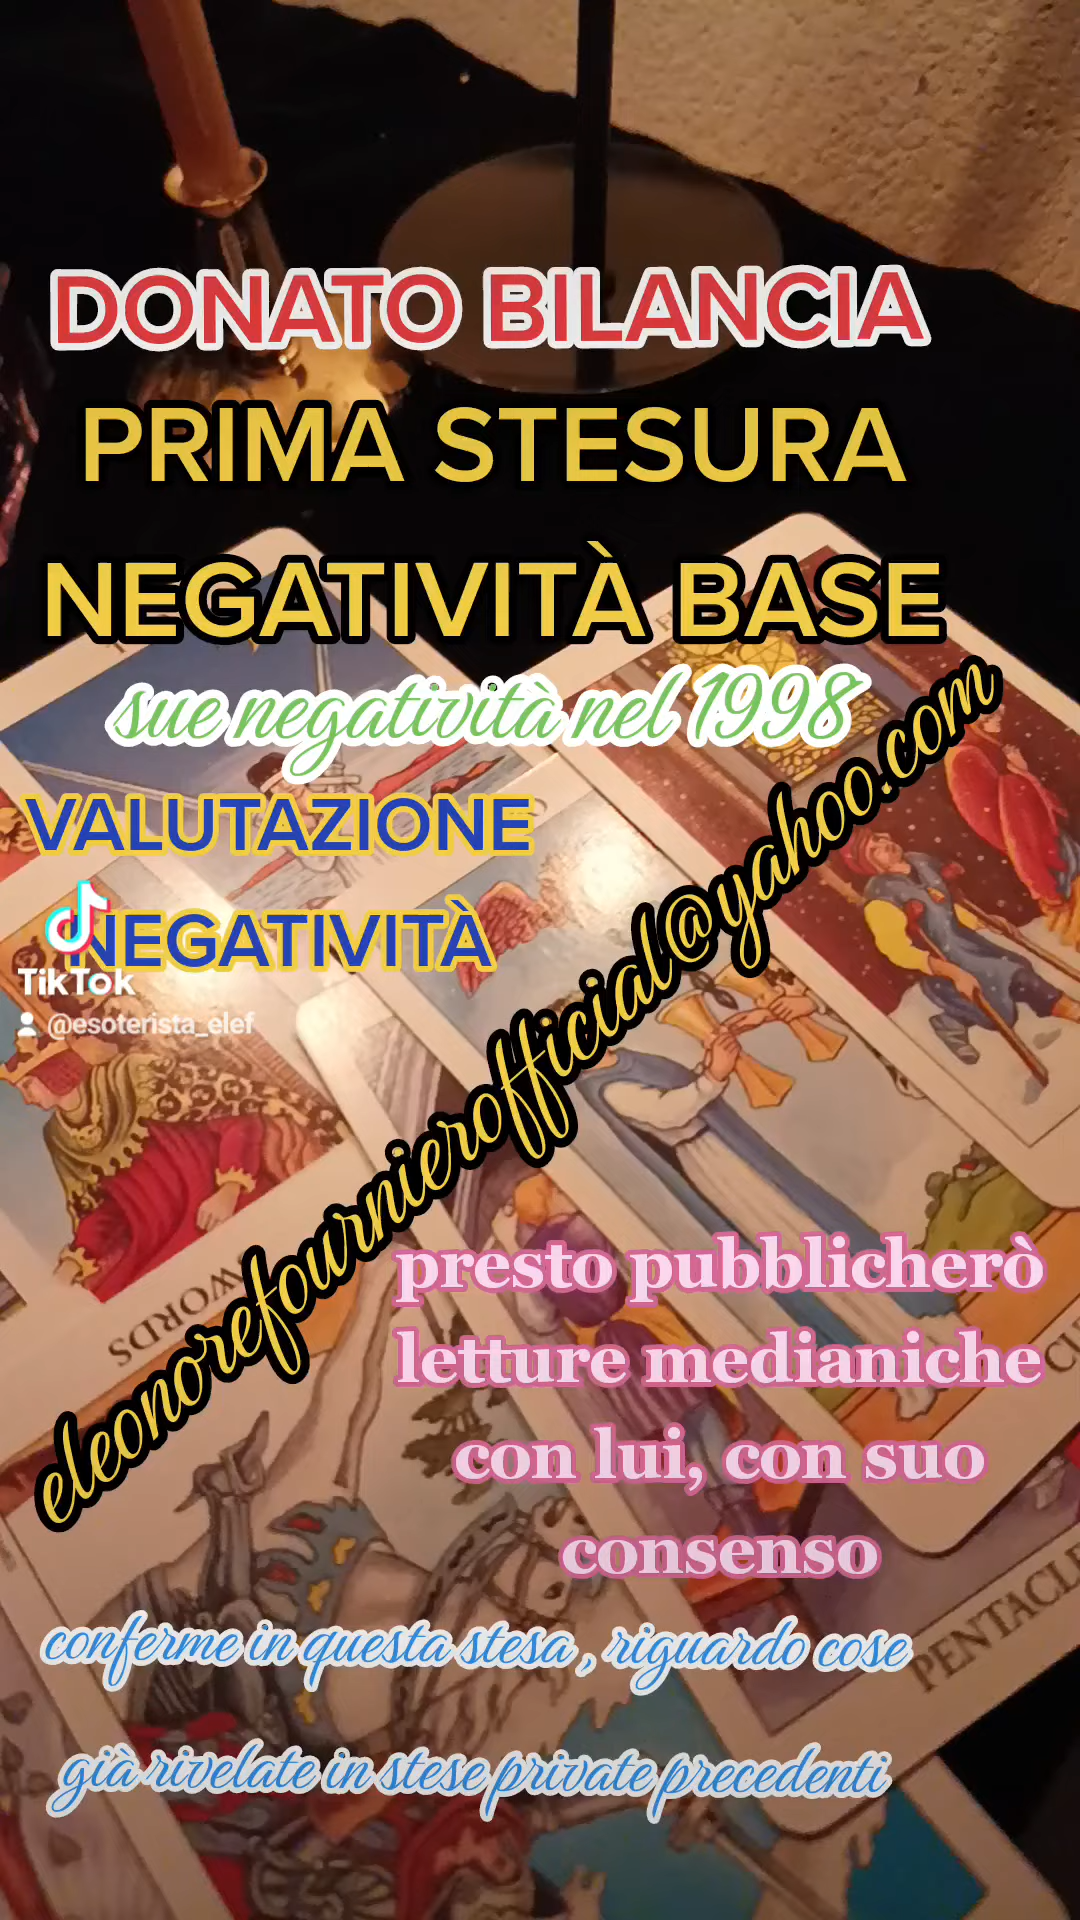 DONATO BILANCIA
PRIMA STESURA
NEGATIVITÀ BASE
sue negatività nel 1998
VALUTAZIONE
NEGATIVITÀ
TikTok
@esoterista_elef
eleonorefournierofficial@yahoo.com
SWORDS
presto pubblicherò
letture medianiche
con lui, con suo
consenso
CU
PENTACLE
conferme in questa stesa , riguardo cose
già rivelate in stese private precedenti